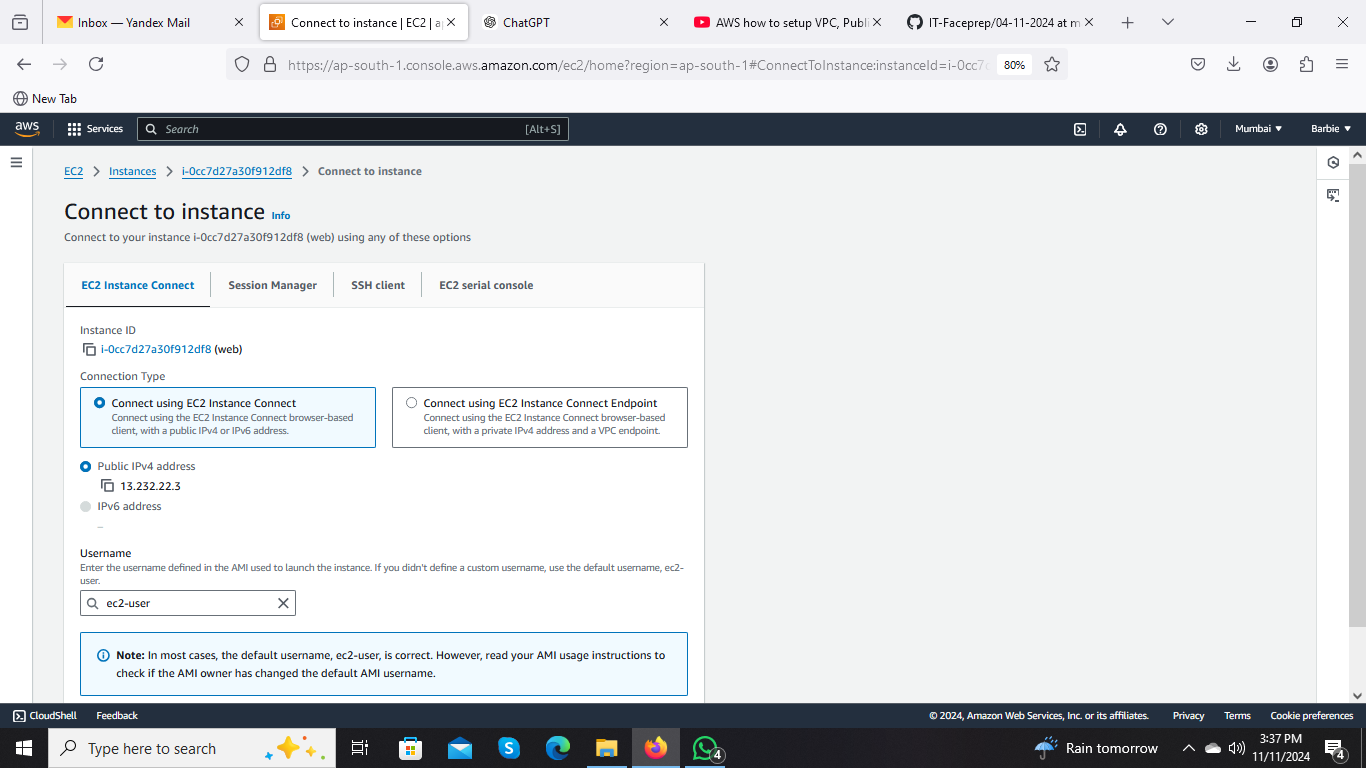 Inbox — Yandex Mail
Connect to instance | EC2 | ap
ChatGPT
AWS how to setup VPC, Publ
IT-Faceprep/04-11-2024 at m
https://ap-south-1.console.aws.amazon.com/ec2/home?region=ap-south-1#ConnectToInstance:instanceId=i-0cc7d
80%
New Tab
aws
Services
Search
[Alt+S]
Mumbai
Barbie
EC2
Instances
i-0cc7d27a30f912df8
Connect to instance
Connect to instance Info
Connect to your instance i-0cc7d27a30f912df8 (web) using any of these options
EC2 Instance Connect
Session Manager
SSH client
EC2 serial console
Instance ID
i-0cc7d27a30f912df8 (web)
Connection Type
Connect using EC2 Instance Connect
Connect using the EC2 Instance Connect browser-based
client, with a public IPv4 or IPv6 address.
Connect using EC2 Instance Connect Endpoint
Connect using the EC2 Instance Connect browser-based
client, with a private IPv4 address and a VPC endpoint.
Public IPv4 address
13.232.22.3
IPv6 address
–
Username
Enter the username defined in the AMI used to launch the instance. If you didn't define a custom username, use the default username, ec2-
user.
ec2-user
Note: In most cases, the default username, ec2-user, is correct. However, read your AMI usage instructions to
check if the AMI owner has changed the default AMI username.
CloudShell
Feedback
© 2024, Amazon Web Services, Inc. or its affiliates.
Privacy
Terms
Cookie preferences
Type here to search
4
Rain tomorrow
3:37 PM
11/11/2024
4